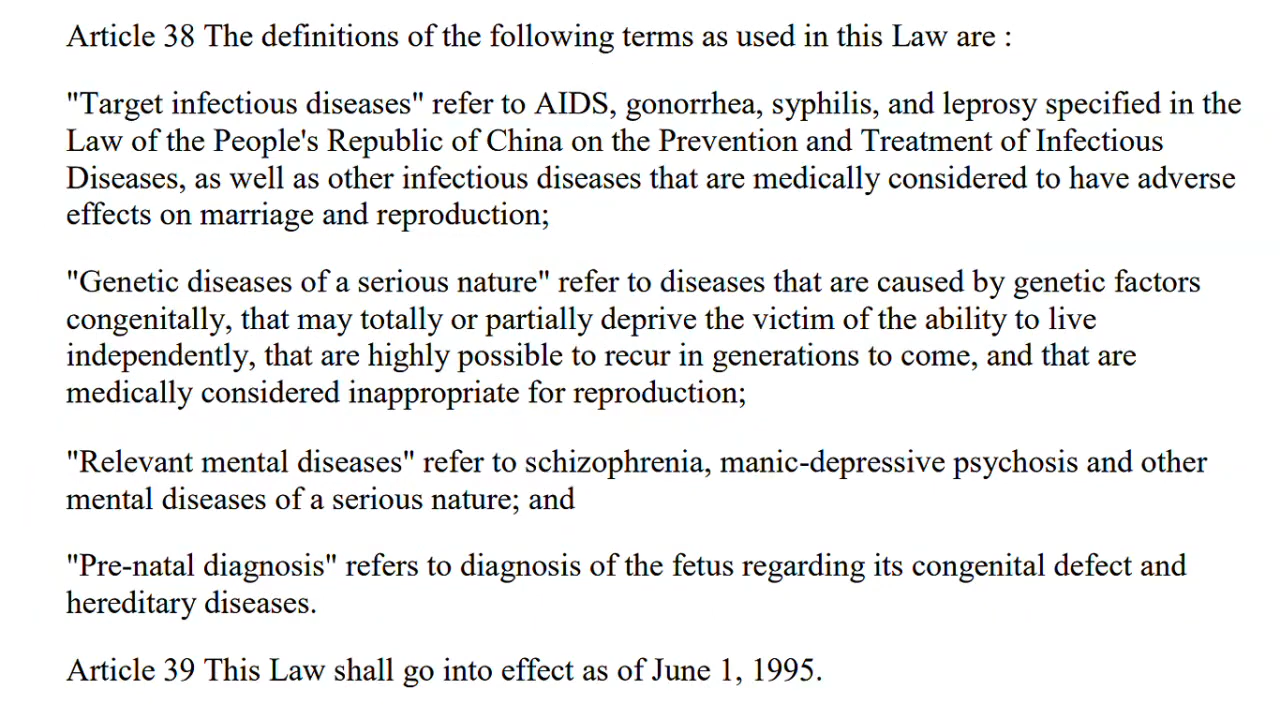 Article 38 The definitions of the following terms as used in this Law are :
"Target infectious diseases" refer to AIDS, gonorrhea, syphilis, and leprosy specified in the
Law of the People's Republic of China on the Prevention and Treatment of Infectious
Diseases, as well as other infectious diseases that are medically considered to have adverse
effects on marriage and reproduction;
"Genetic diseases of a serious nature" refer to diseases that are caused by genetic factors
congenitally, that may totally or partially deprive the victim of the ability to live
independently, that are highly possible to recur in generations to come, and that are
medically considered inappropriate for reproduction;
"Relevant mental diseases" refer to schizophrenia, manic-depressive psychosis and other
mental diseases of a serious nature; and
"Pre-natal diagnosis" refers to diagnosis of the fetus regarding its congenital defect and
hereditary diseases.
Article 39 This Law shall go into effect as of June 1, 1995.